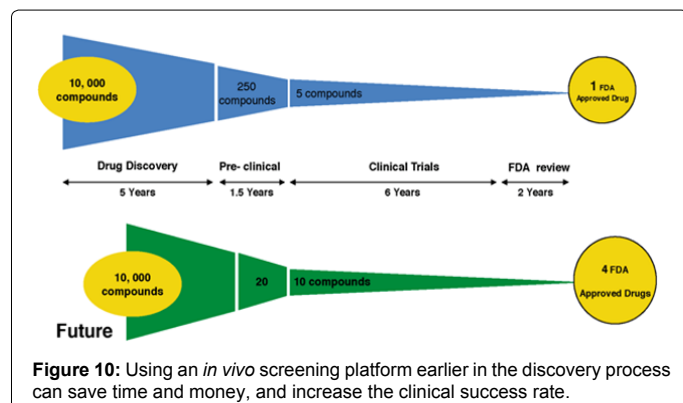 10, 000
compounds
250
compounds
5 compounds
1 FDA
Approved Drug
Drug Discovery
Pre- clinical
Clinical Trials
FDA review
5 Years
1.5 Years
6 Years
2 Years
10, 000
compounds
20
10 compounds
4 FDA
Approved Drugs
Future
Figure 10: Using an in vivo screening platform earlier in the discovery process
can save time and money, and increase the clinical success rate.